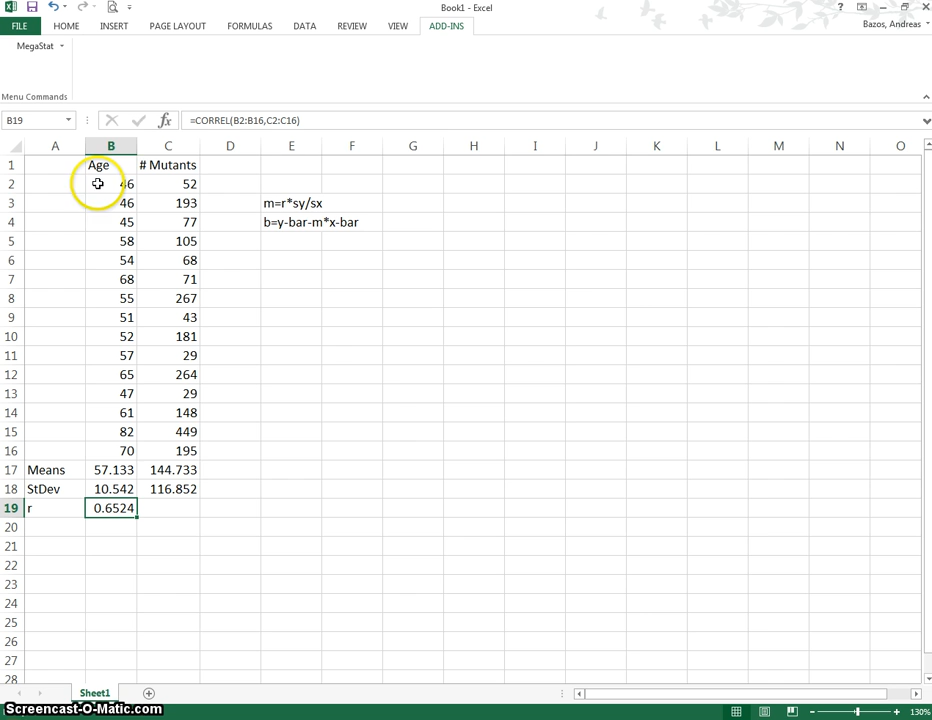 Book1 - Excel
FILE HOME INSERT PAGE LAYOUT FORMULAS DATA REVIEW VIEW ADD-INS Bazos, Andreas
MegaStat
Menu Commands
B19 fx =CORREL(B2:B16,C2:C16)
A B C D E F G H I J K L M N O
1 Age # Mutants
2 46 52
3 46 193 m=r*sy/sx
4 45 77 b=y-bar-m*x-bar
5 58 105
6 54 68
7 68 71
8 55 267
9 51 43
10 52 181
11 57 29
12 65 264
13 47 29
14 61 148
15 82 449
16 70 195
17 Means 57.133 144.733
18 StDev 10.542 116.852
19 r 0.6524
20
21
22
23
24
25
26
27
28
Sheet1
Screencast-O-Matic.com 130%